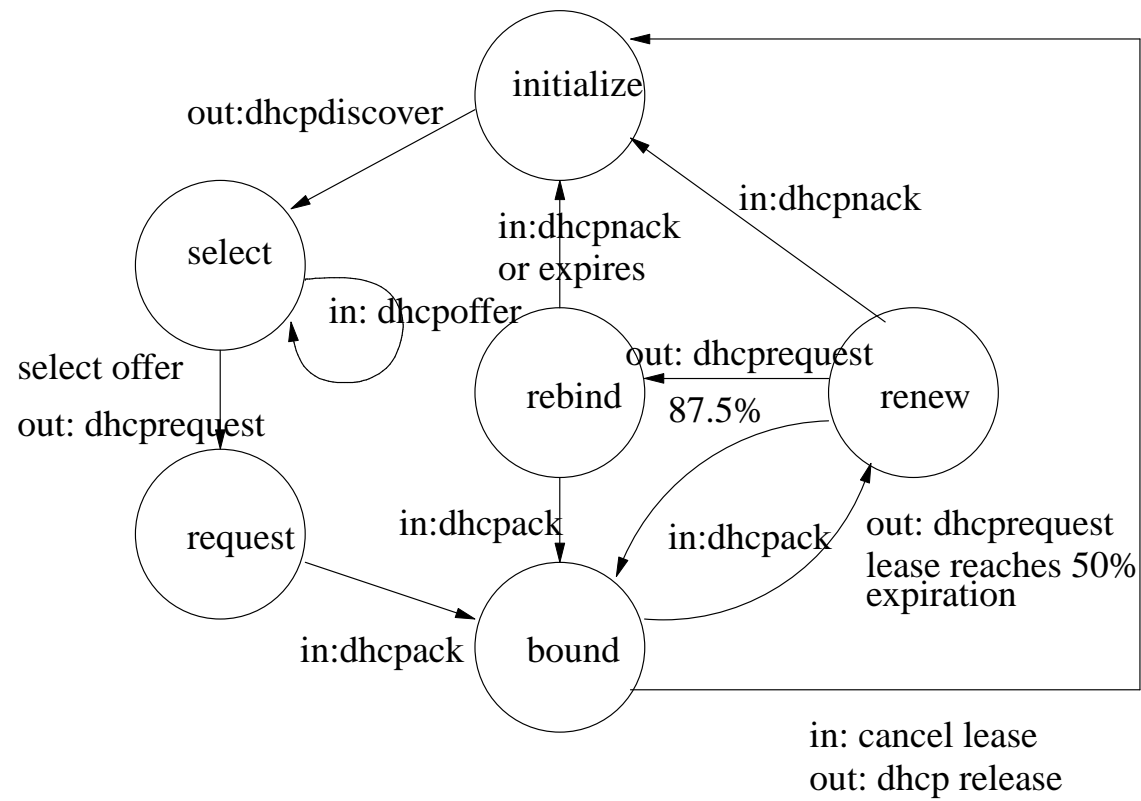 initialize
out:dhcpdiscover
in:dhcpnack
in:dhcpnack
or expires
select
in: dhcpoffer
out: dhcprequest
select offer
rebind
renew
87.5%
out: dhcprequest
in:dhcpack
out: dhcprequest
request
in:dhcpack
lease reaches 50%
expiration
in:dhcpack
bound
in: cancel lease
out: dhcp release